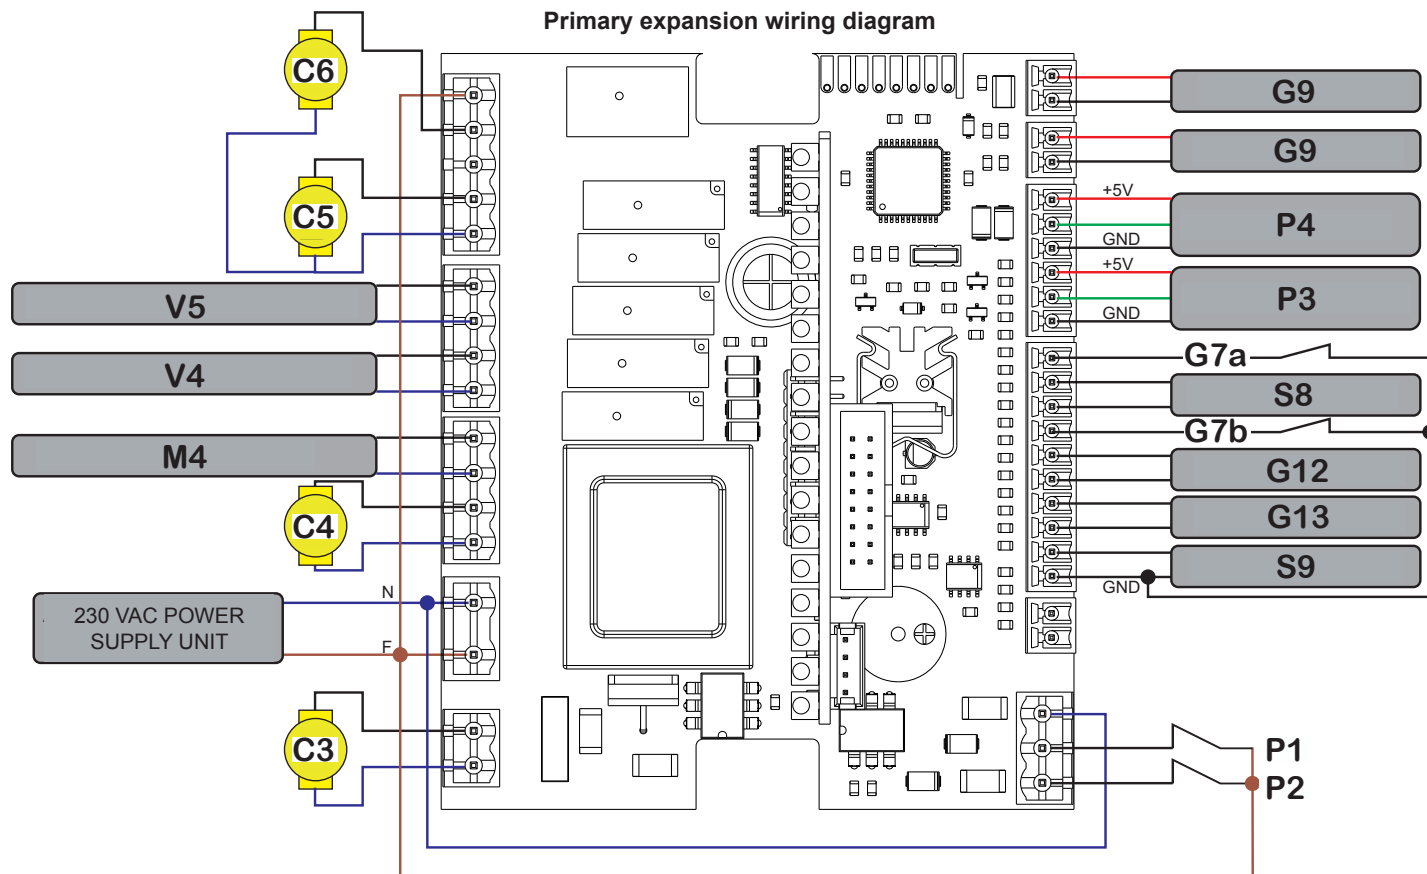 Primary expansion wiring diagram
C6
G9
G9
C5
+5V
P4
GND
+5V
V5
P3
GND
G7a
V4
S8
G7b
M4
G12
C4
G13
S9
GND
N
230 VAC POWER
SUPPLY UNIT
F
C3
P1
P2